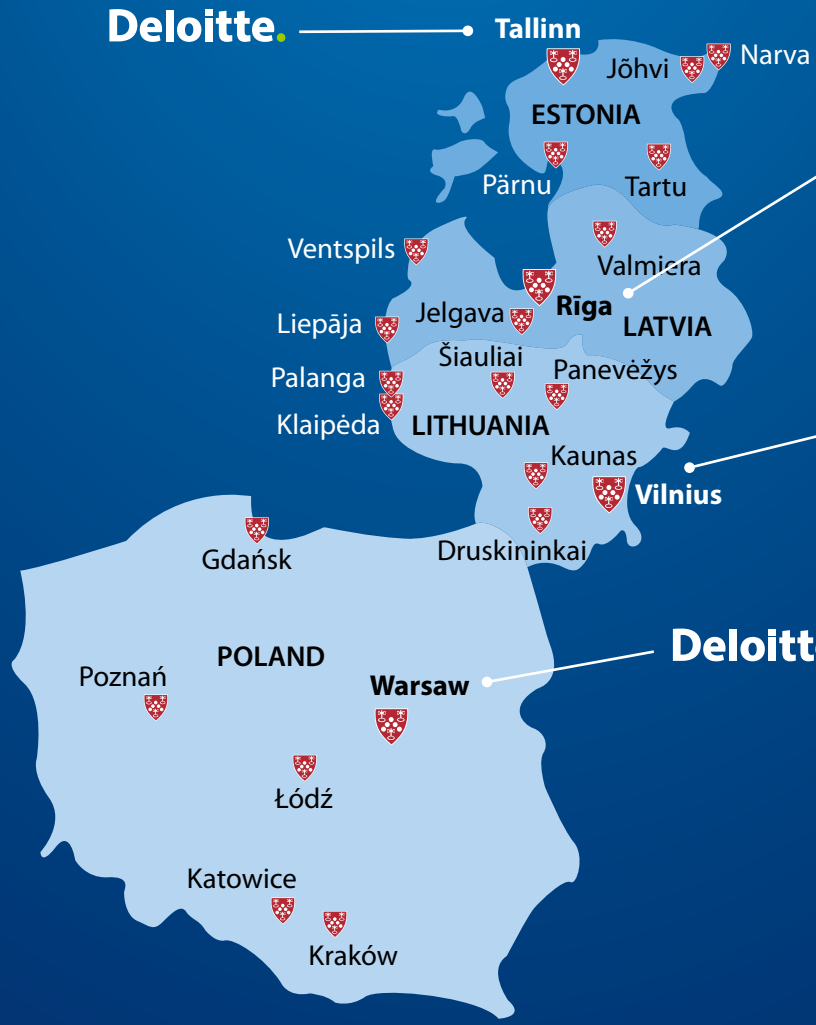 Deloitte.
Tallinn
Narva
Jõhvi
ESTONIA
Pärnu
Tartu
Ventspils
Valmiera
Rīga
Jelgava
Liepāja
LATVIA
Šiauliai
Panevėžys
Palanga
Klaipėda
LITHUANIA
Kaunas
Vilnius
Druskininkai
Gdańsk
Deloitt
POLAND
Poznań
Warsaw
Łódź
Katowice
Kraków